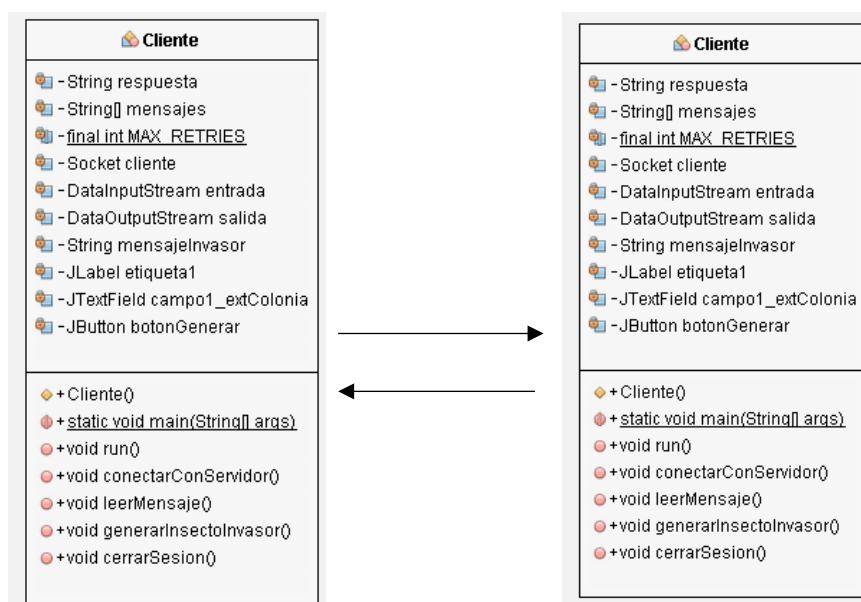 Cliente
-String respuesta
-String[] mensajes
-final int MAX_RETRIES
-Socket cliente
-DataInputStream entrada
-DataOutputStream salida
-String mensajeInvasor
-JLabel etiqueta1
-JTextField campo1_extColonia
-JButton botonGenerar
+Cliente()
+static void main(String[] args)
+void run()
+void conectarConServidor()
+void leerMensaje()
+void generarInsectoInvasor()
+void cerrarSesion()
Cliente
-String respuesta
-String[] mensajes
-final int MAX_RETRIES
-Socket cliente
-DataInputStream entrada
-DataOutputStream salida
-String mensajeInvasor
-JLabel etiqueta1
-JTextField campo1_extColonia
-JButton botonGenerar
+Cliente()
+static void main(String[] args)
+void run()
+void conectarConServidor()
+void leerMensaje()
+void generarInsectoInvasor()
+void cerrarSesion()